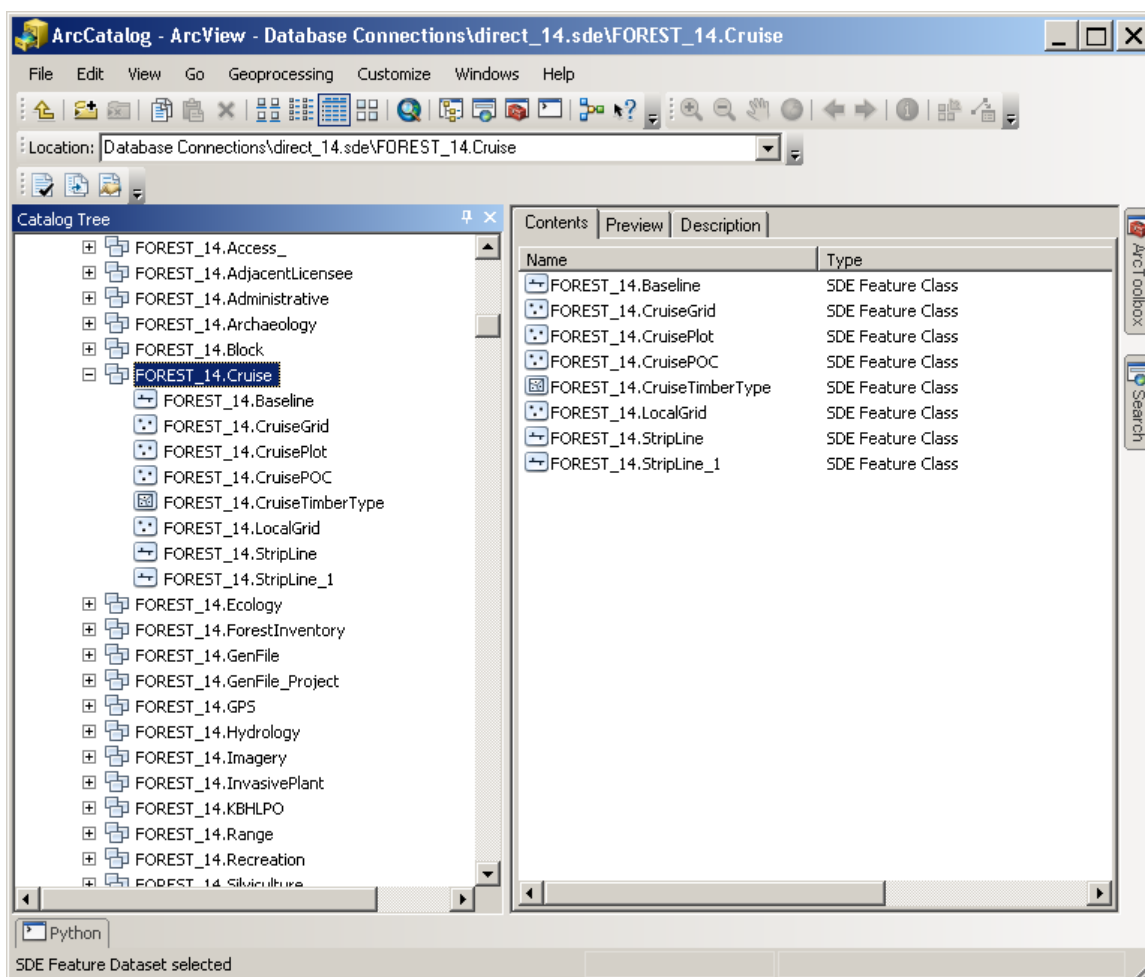 ArcCatalog - ArcView - Database Connections\direct_14.sde\FOREST_14.Cruise
File Edit View Go Geoprocessing Customize Windows Help
Location: Database Connections\direct_14.sde\FOREST_14.Cruise
Catalog Tree
FOREST_14.Access_
FOREST_14.AdjacentLicensee
FOREST_14.Administrative
FOREST_14.Archaeology
FOREST_14.Block
FOREST_14.Cruise
FOREST_14.Baseline
FOREST_14.CruiseGrid
FOREST_14.CruisePlot
FOREST_14.CruisePOC
FOREST_14.CruiseTimberType
FOREST_14.LocalGrid
FOREST_14.StripLine
FOREST_14.StripLine_1
FOREST_14.Ecology
FOREST_14.ForestInventory
FOREST_14.GenFile
FOREST_14.GenFile_Project
FOREST_14.GPS
FOREST_14.Hydrology
FOREST_14.Imagery
FOREST_14.InvasivePlant
FOREST_14.KBHLPO
FOREST_14.Range
FOREST_14.Recreation
FOREST_14.Silviculture
Contents Preview Description
Name Type
FOREST_14.Baseline SDE Feature Class
FOREST_14.CruiseGrid SDE Feature Class
FOREST_14.CruisePlot SDE Feature Class
FOREST_14.CruisePOC SDE Feature Class
FOREST_14.CruiseTimberType SDE Feature Class
FOREST_14.LocalGrid SDE Feature Class
FOREST_14.StripLine SDE Feature Class
FOREST_14.StripLine_1 SDE Feature Class
ArcToolbox
Search
Python
SDE Feature Dataset selected